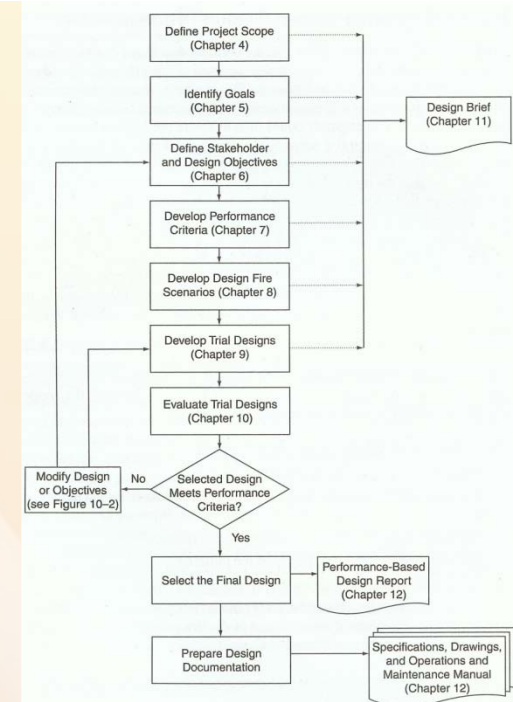 Define Project Scope
(Chapter 4)
Identify Goals
(Chapter 5)
Design Brief
(Chapter 11)
Define Stakeholder
and Design Objectives
(Chapter 6)
Develop Performance
Criteria (Chapter 7)
Develop Design Fire
Scenarios (Chapter 8)
Develop Trial Designs
(Chapter 9)
Evaluate Trial Designs
(Chapter 10)
Modify Design
or Objectives
(see Figure 10–2)
No
Selected Design
Meets Performance
Criteria?
Yes
Select the Final Design
Performance-Based
Design Report
(Chapter 12)
Prepare Design
Documentation
Specifications, Drawings,
and Operations and
Maintenance Manual
(Chapter 12)